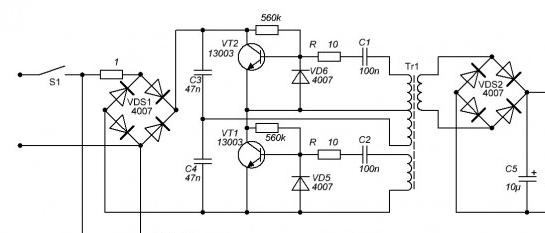 560k
VT2
13003
R 10
C1
100n
Tr1
1
S1
VDS1
4007
C3
47n
VD6
4007
VDS2
4007
560k
VT1
13003
R 10
C2
100n
C4
47n
VD5
4007
C5
+
10µ